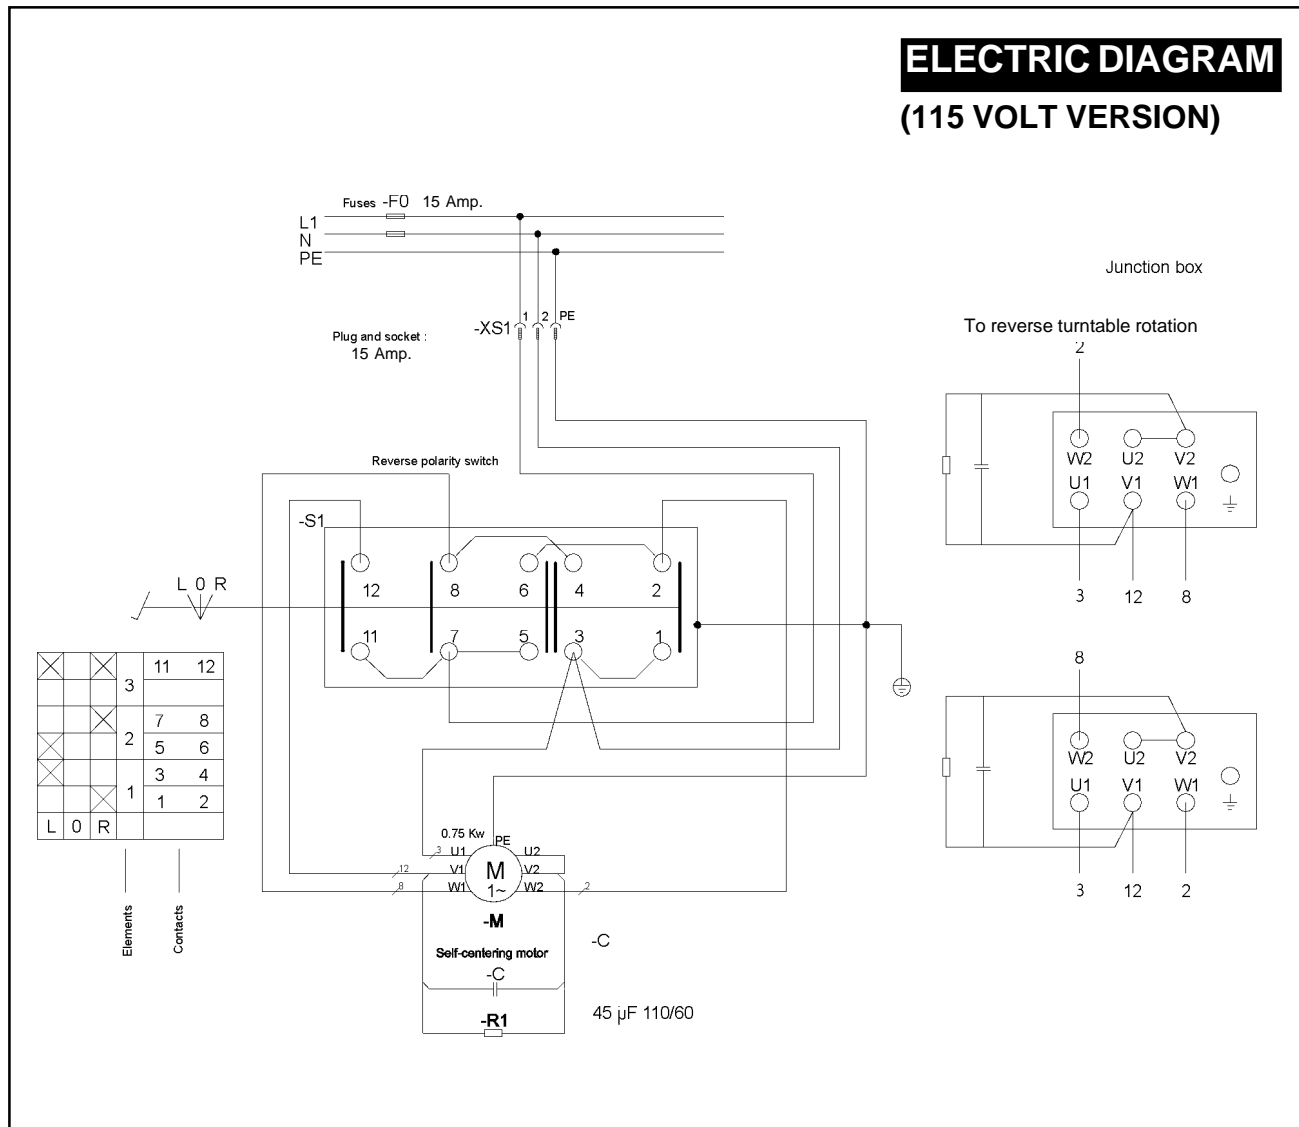 ELECTRIC DIAGRAM
(115 VOLT VERSION)
Fuses -F0 15 Amp.
L1
N
PE
-XS1 1 2 PE
Plug and socket :
15 Amp.
Reverse polarity switch
-S1
12 8 6 4 2
11 7 5 3 1
L 0 R
3 11 12
2 7 8
5 6
1 3 4
1 2
L 0 R
Elements
Contacts
0.75 Kw PE
3 U1 U2
12 V1 M V2
8 W1 1~ W2 2
-M
Self-centering motor
-C
-C
-R1
45 µF 110/60
Junction box
To reverse turntable rotation
2
W2 U2 V2
U1 V1 W1
3 12 8
8
W2 U2 V2
U1 V1 W1
3 12 2